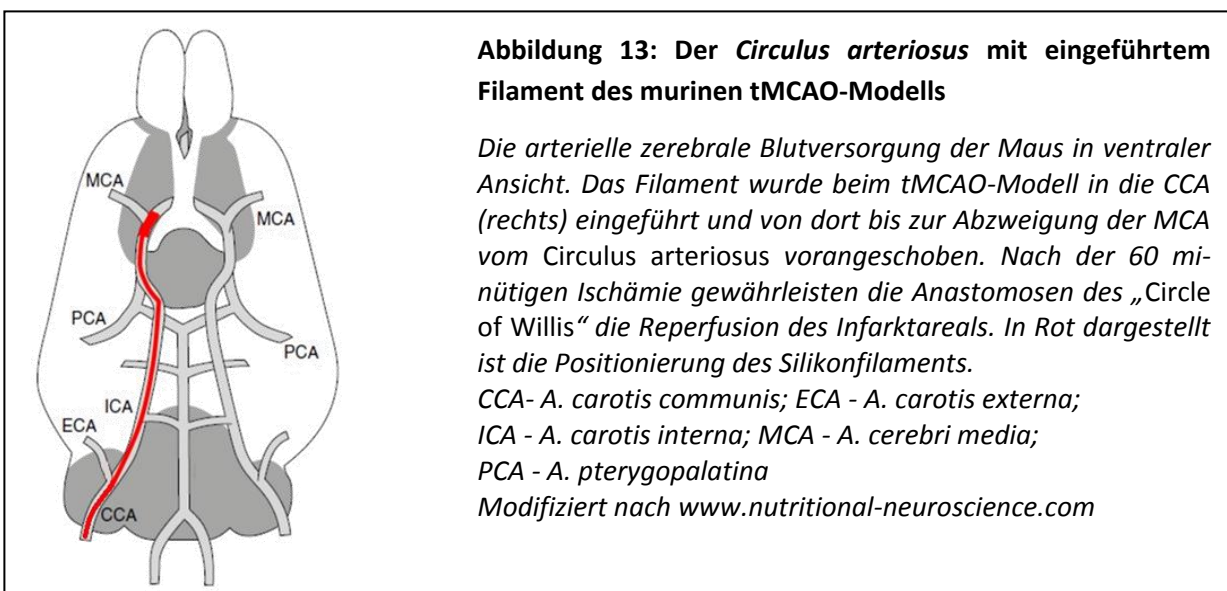 Abbildung 13: Der Circulus arteriosus mit eingeführtem
Filament des murinen tMCAO-Modells
Die arterielle zerebrale Blutversorgung der Maus in ventraler
Ansicht. Das Filament wurde beim tMCAO-Modell in die CCA
(rechts) eingeführt und von dort bis zur Abzweigung der MCA
vom Circulus arteriosus vorangeschoben. Nach der 60 mi-
nütigen Ischämie gewährleisten die Anastomosen des „Circle
of Willis“ die Reperfusion des Infarktareals. In Rot dargestellt
ist die Positionierung des Silikonfilaments.
CCA- A. carotis communis; ECA - A. carotis externa;
ICA - A. carotis interna; MCA - A. cerebri media;
PCA - A. pterygopalatina
Modifiziert nach www.nutritional-neuroscience.com
MCA
MCA
PCA
PCA
ICA
ECA
CCA